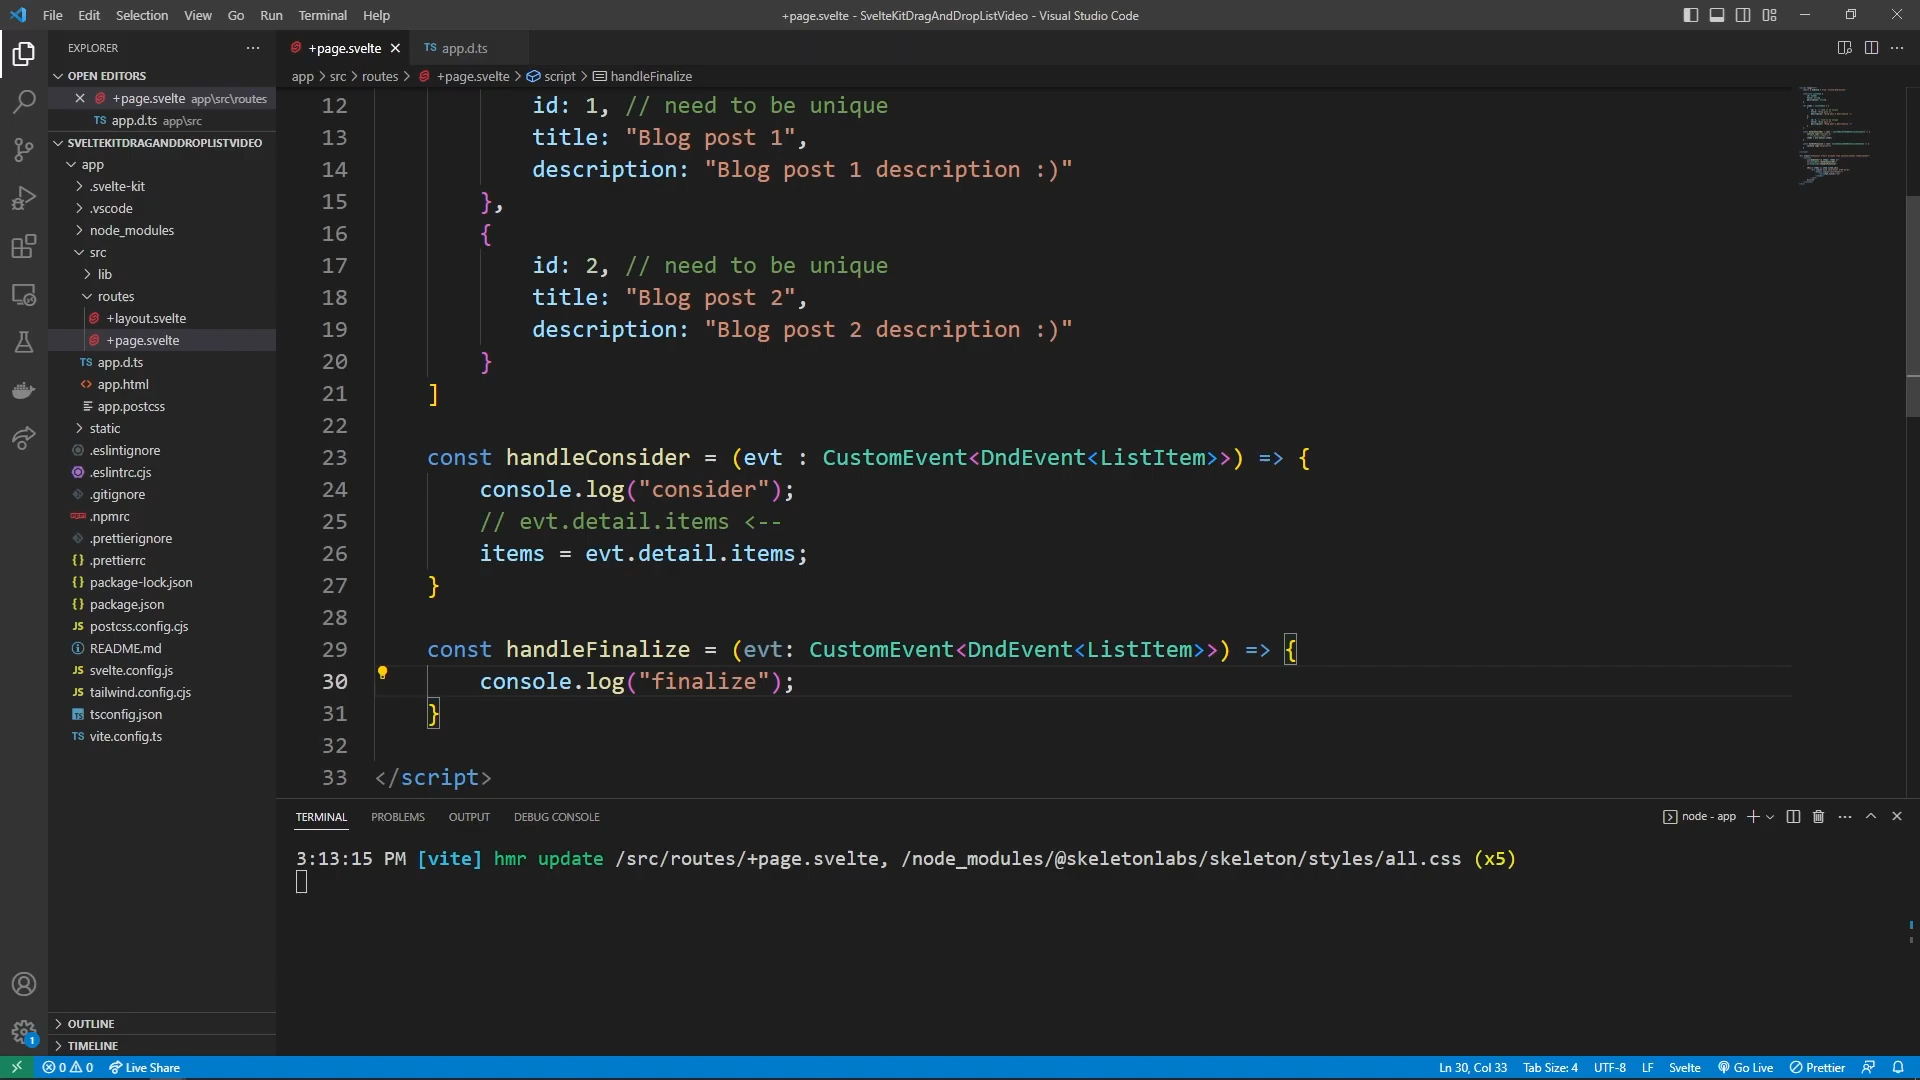 File Edit Selection View Go Run Terminal Help
+page.svelte - SvelteKitDragAndDropListVideo - Visual Studio Code
EXPLORER
OPEN EDITORS
+page.svelte app\src\routes
TS app.d.ts app\src
SVELTEKITDRAGANDDROPLISTVIDEO
app
.svelte-kit
.vscode
node_modules
src
lib
routes
+layout.svelte
+page.svelte
TS app.d.ts
app.html
app.postcss
static
.eslintignore
.eslintrc.cjs
.gitignore
.npmrc
.prettierignore
{} .prettierrc
{} package-lock.json
{} package.json
JS postcss.config.cjs
README.md
JS svelte.config.js
JS tailwind.config.cjs
tsconfig.json
TS vite.config.ts
OUTLINE
TIMELINE
+page.svelte
TS app.d.ts
app > src > routes > +page.svelte > script > handleFinalize
12 id: 1, // need to be unique
13 title: "Blog post 1",
14 description: "Blog post 1 description :)"
15 },
16 {
17 id: 2, // need to be unique
18 title: "Blog post 2",
19 description: "Blog post 2 description :)"
20 }
21 ]
22
23 const handleConsider = (evt : CustomEvent<DndEvent<ListItem>>) => {
24 console.log("consider");
25 // evt.detail.items <--
26 items = evt.detail.items;
27 }
28
29 const handleFinalize = (evt: CustomEvent<DndEvent<ListItem>>) => {
30 console.log("finalize");
31 }
32
33 </script>
TERMINAL PROBLEMS OUTPUT DEBUG CONSOLE
node - app
3:13:15 PM [vite] hmr update /src/routes/+page.svelte, /node_modules/@skeletonlabs/skeleton/styles/all.css (x5)
1
0 0 Live Share
Ln 30, Col 33 Tab Size: 4 UTF-8 LF Svelte Go Live Prettier